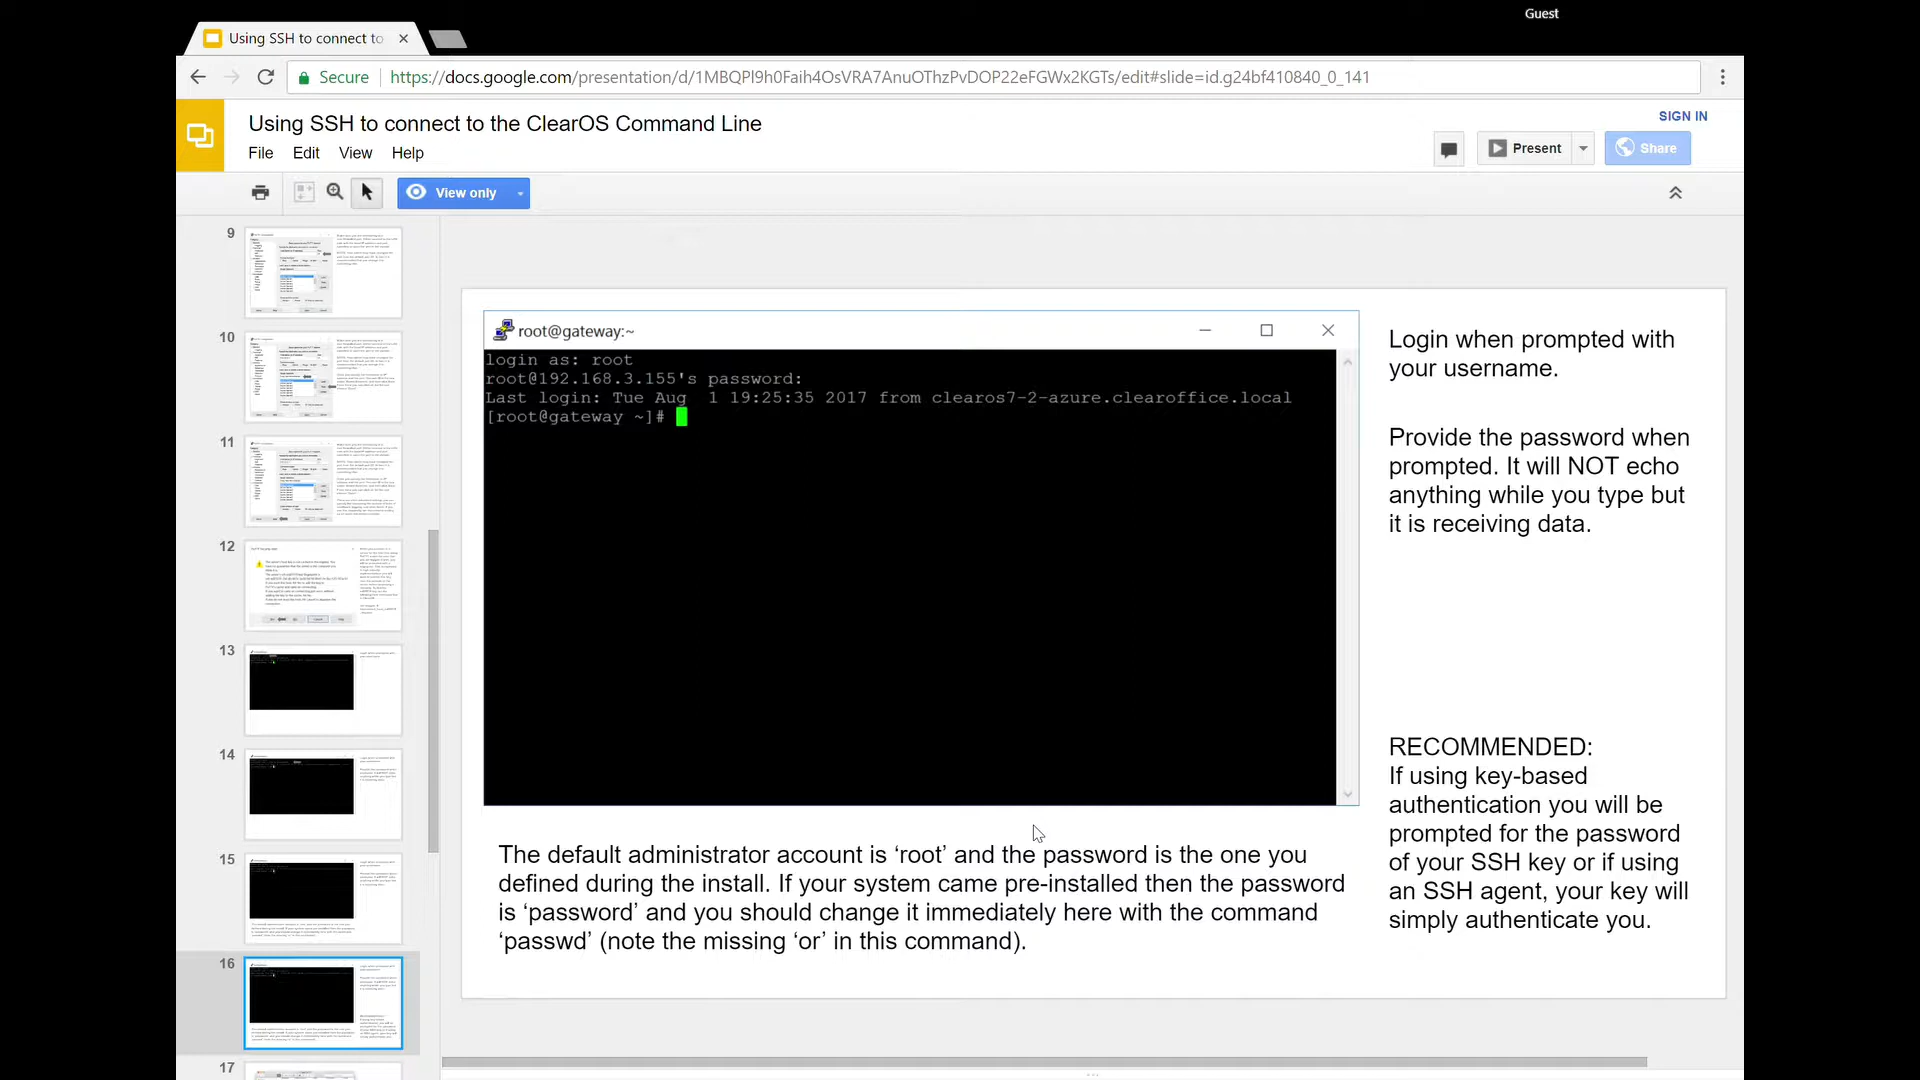 Guest
Using SSH to connect to
Secure
https://docs.google.com/presentation/d/1MBQPl9h0Faih4OsVRA7AnuOThzPvDOP22eFGWx2KGTs/edit#slide=id.g24bf410840_0_141
Using SSH to connect to the ClearOS Command Line
SIGN IN
File Edit View Help
Present
Share
View only
9
10
11
12
13
14
15
16
17
root@gateway:~
login as: root
root@192.168.3.155's password:
Last login: Tue Aug  1 19:25:35 2017 from clearos7-2-azure.clearoffice.local
[root@gateway ~]#
Login when prompted with
your username.
Provide the password when
prompted. It will NOT echo
anything while you type but
it is receiving data.
RECOMMENDED:
If using key-based
authentication you will be
prompted for the password
of your SSH key or if using
an SSH agent, your key will
simply authenticate you.
The default administrator account is ‘root’ and the password is the one you
defined during the install. If your system came pre-installed then the password
is ‘password’ and you should change it immediately here with the command
‘passwd’ (note the missing ‘or’ in this command).